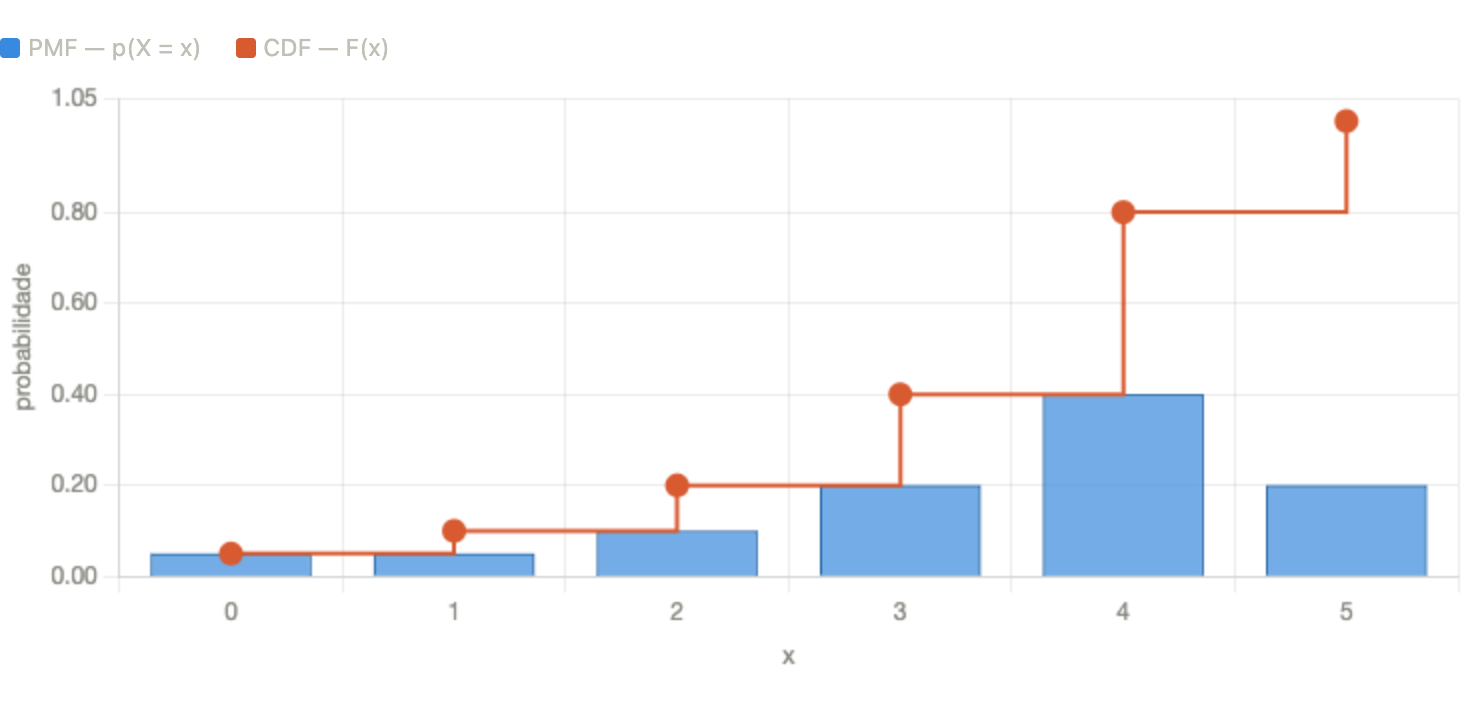 PMF — p(X = x) CDF — F(x)
1.05
0.80
0.60
0.40
0.20
0.00
probabilidade
0 1 2 3 4 5
x